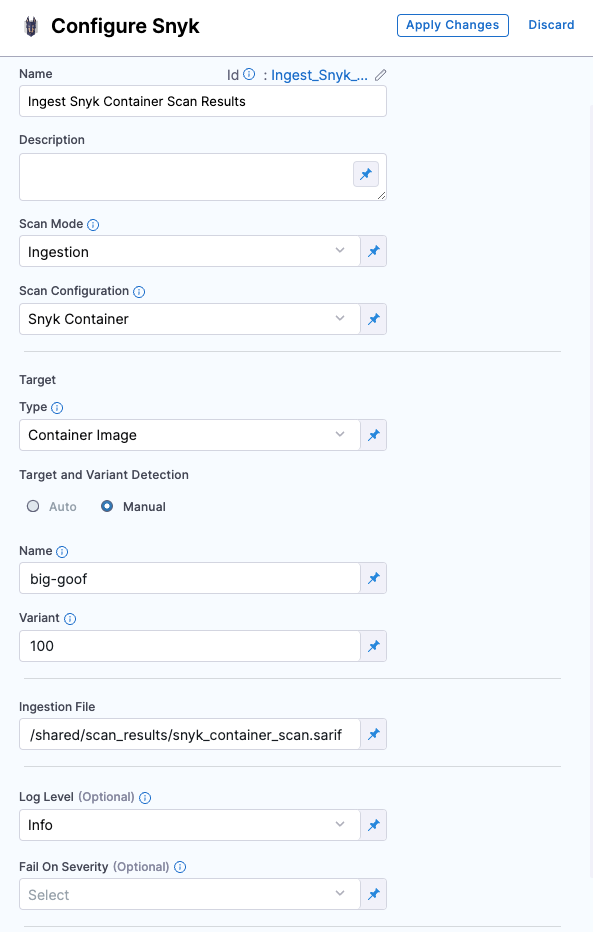 Configure Snyk
Apply Changes
Discard
Name
Id : Ingest_Snyk_...
Ingest Snyk Container Scan Results
Description
Scan Mode
Ingestion
Scan Configuration
Snyk Container
Target
Type
Container Image
Target and Variant Detection
Auto
Manual
Name
big-goof
Variant
100
Ingestion File
/shared/scan_results/snyk_container_scan.sarif
Log Level (Optional)
Info
Fail On Severity (Optional)
Select